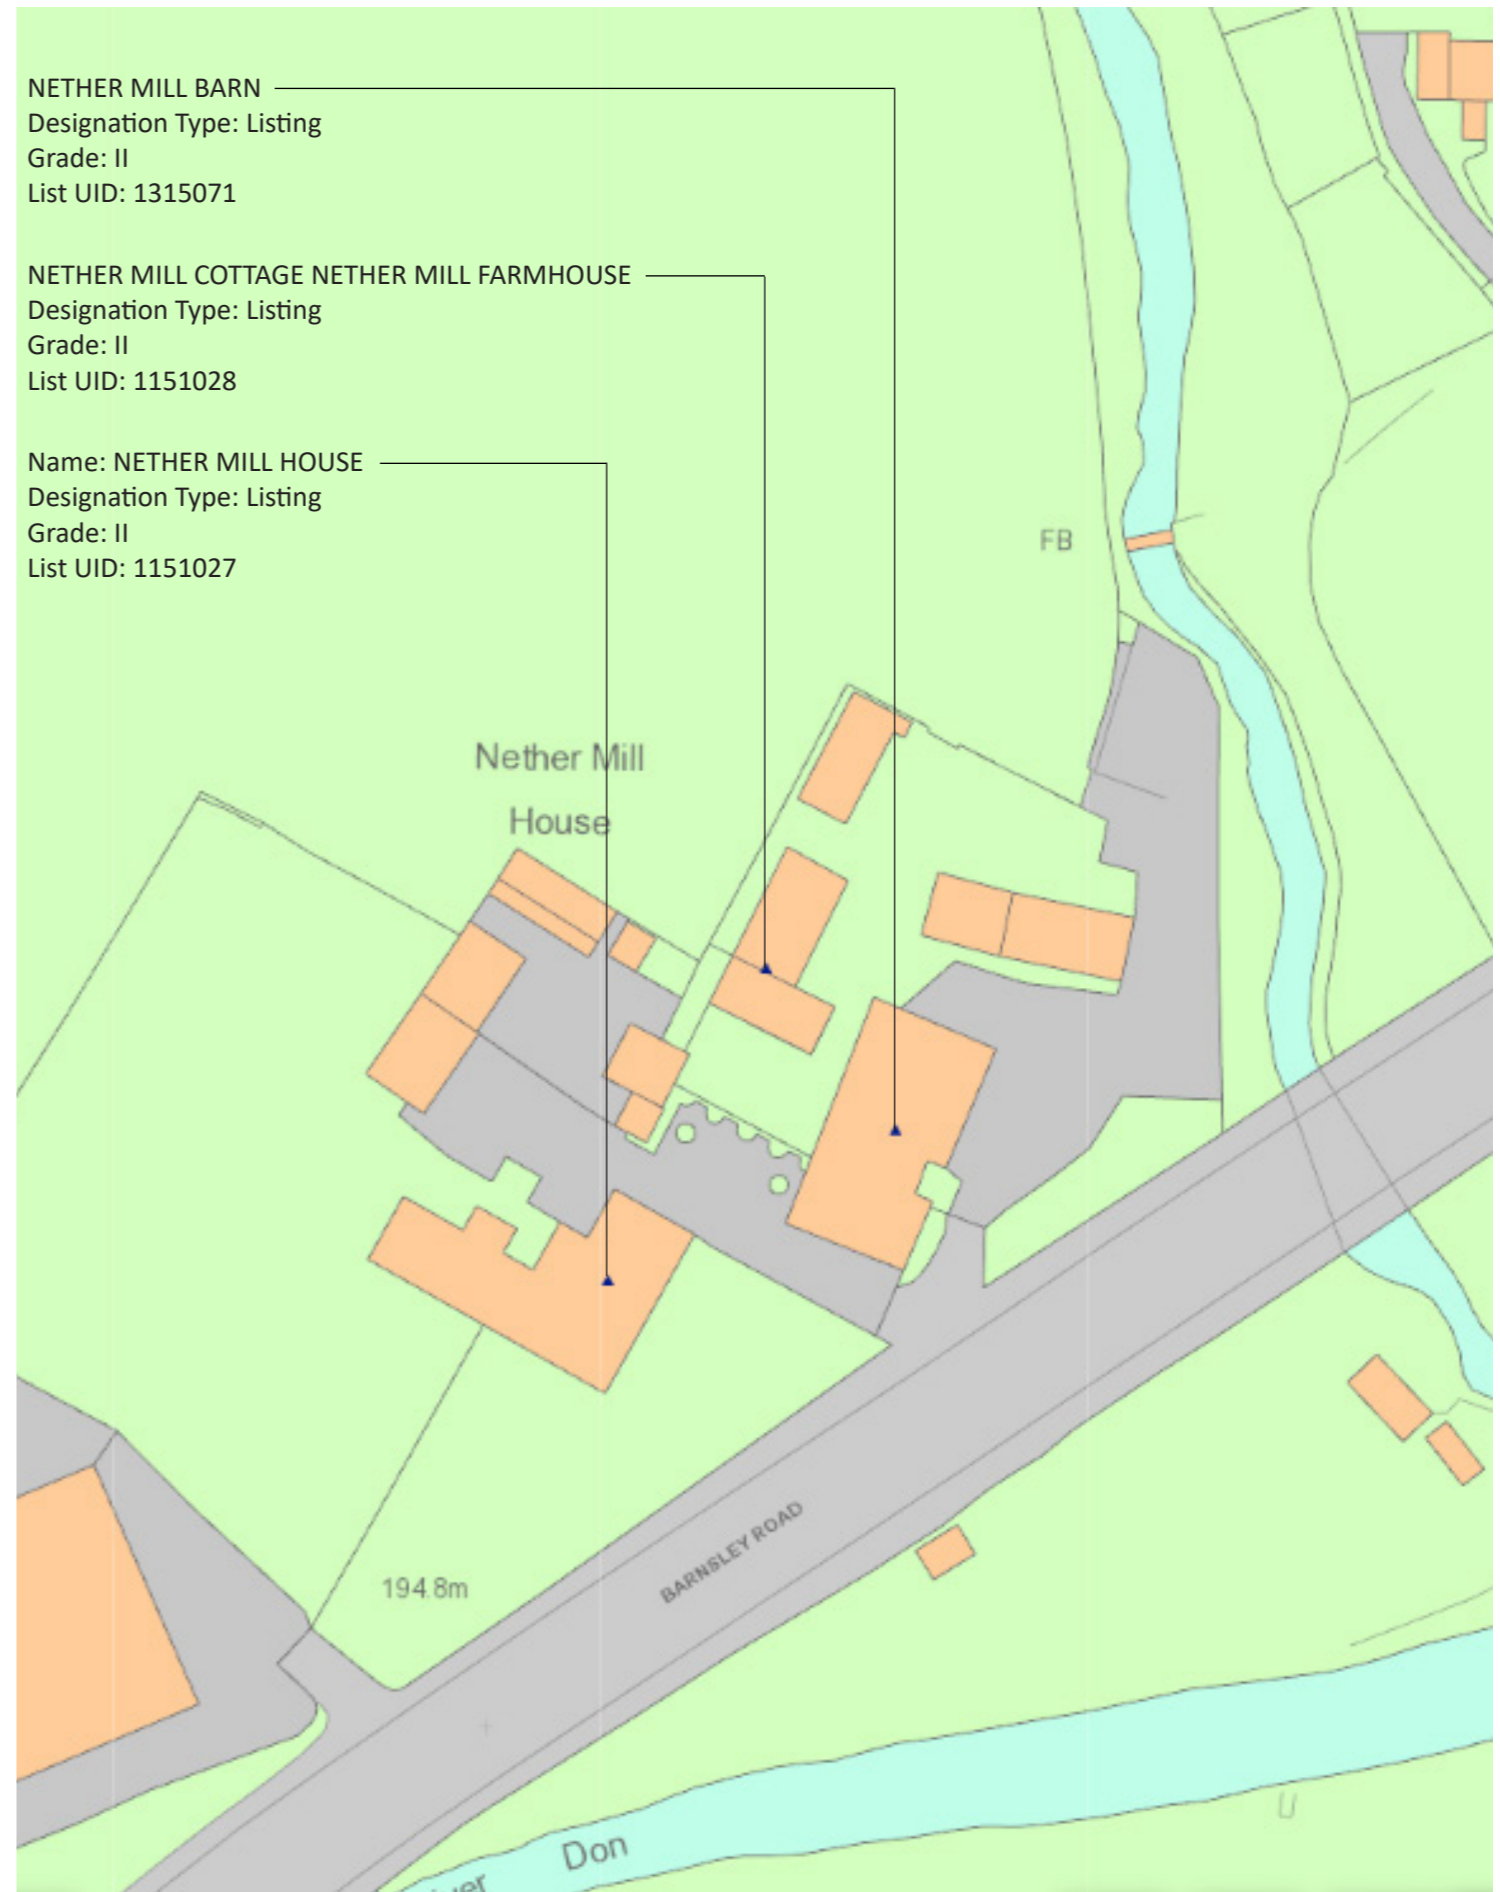 NETHER MILL BARN
Designation Type: Listing
Grade: II
List UID: 1315071
NETHER MILL COTTAGE NETHER MILL FARMHOUSE
Designation Type: Listing
Grade: II
List UID: 1151028
Name: NETHER MILL HOUSE
Designation Type: Listing
Grade: II
List UID: 1151027
FB
Nether Mill
House
BARNSLEY ROAD
194.8m
Don